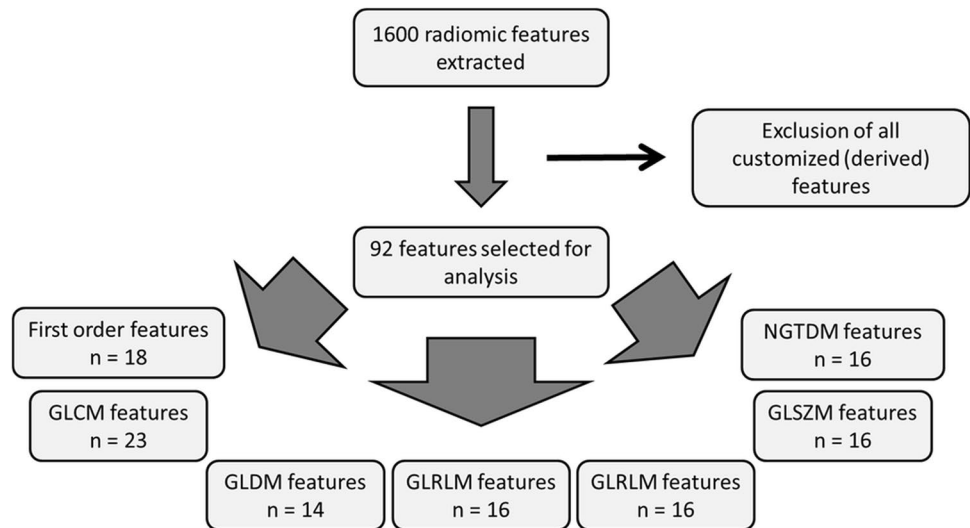 1600 radiomic features
extracted
Exclusion of all
customized (derived)
features
92 features selected for
analysis
First order features
n = 18
GLCM features
n = 23
GLDM features
n = 14
GLRLM features
n = 16
GLRLM features
n = 16
NGTDM features
n = 16
GLSZM features
n = 16